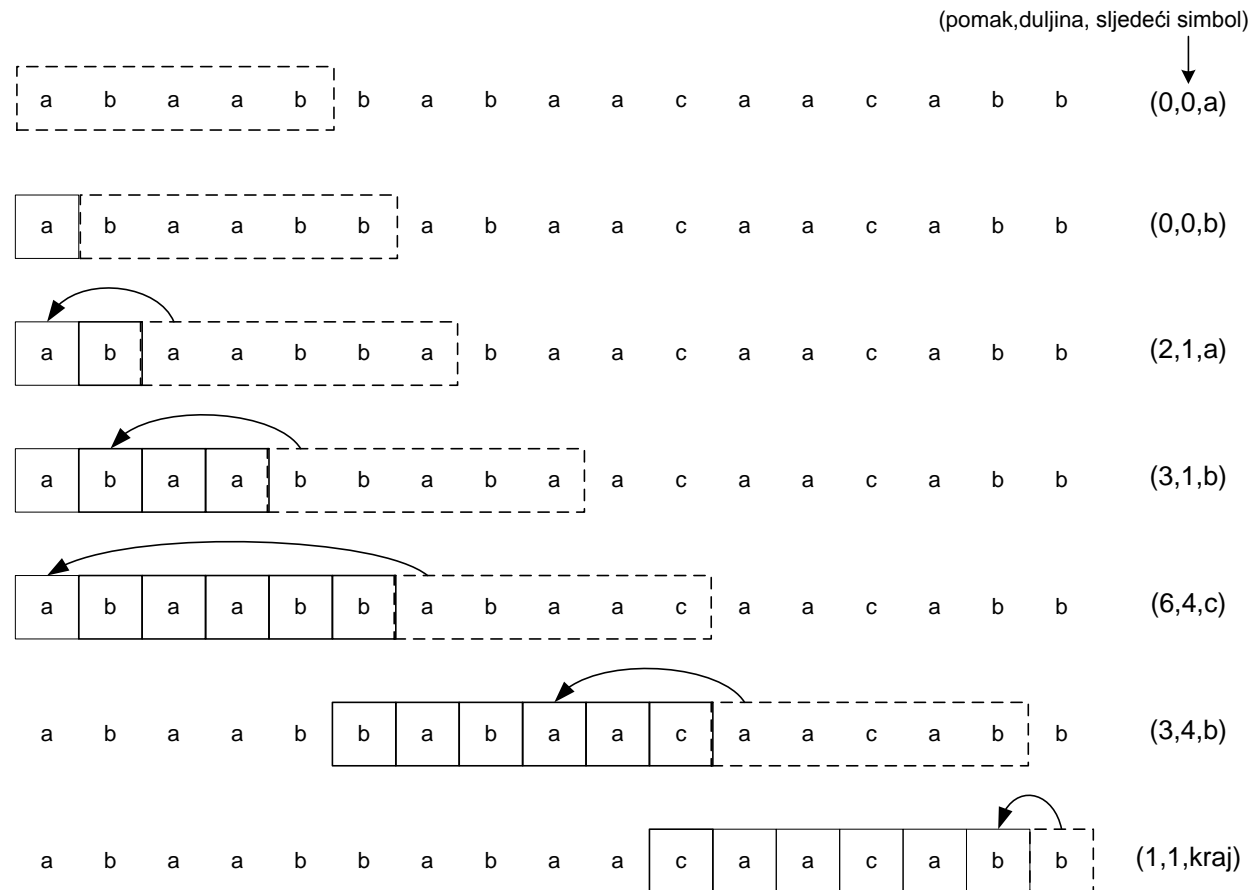 (pomak,duljina, sljedeći simbol)
a b a a b b a b a a c a a c a b b (0,0,a)
a b a a b b a b a a c a a c a b b (0,0,b)
a b a a b b a b a a c a a c a b b (2,1,a)
a b a a b b a b a a c a a c a b b (3,1,b)
a b a a b b a b a a c a a c a b b (6,4,c)
a b a a b b a b a a c a a c a b b (3,4,b)
a b a a b b a b a a c a a c a b b (1,1,kraj)